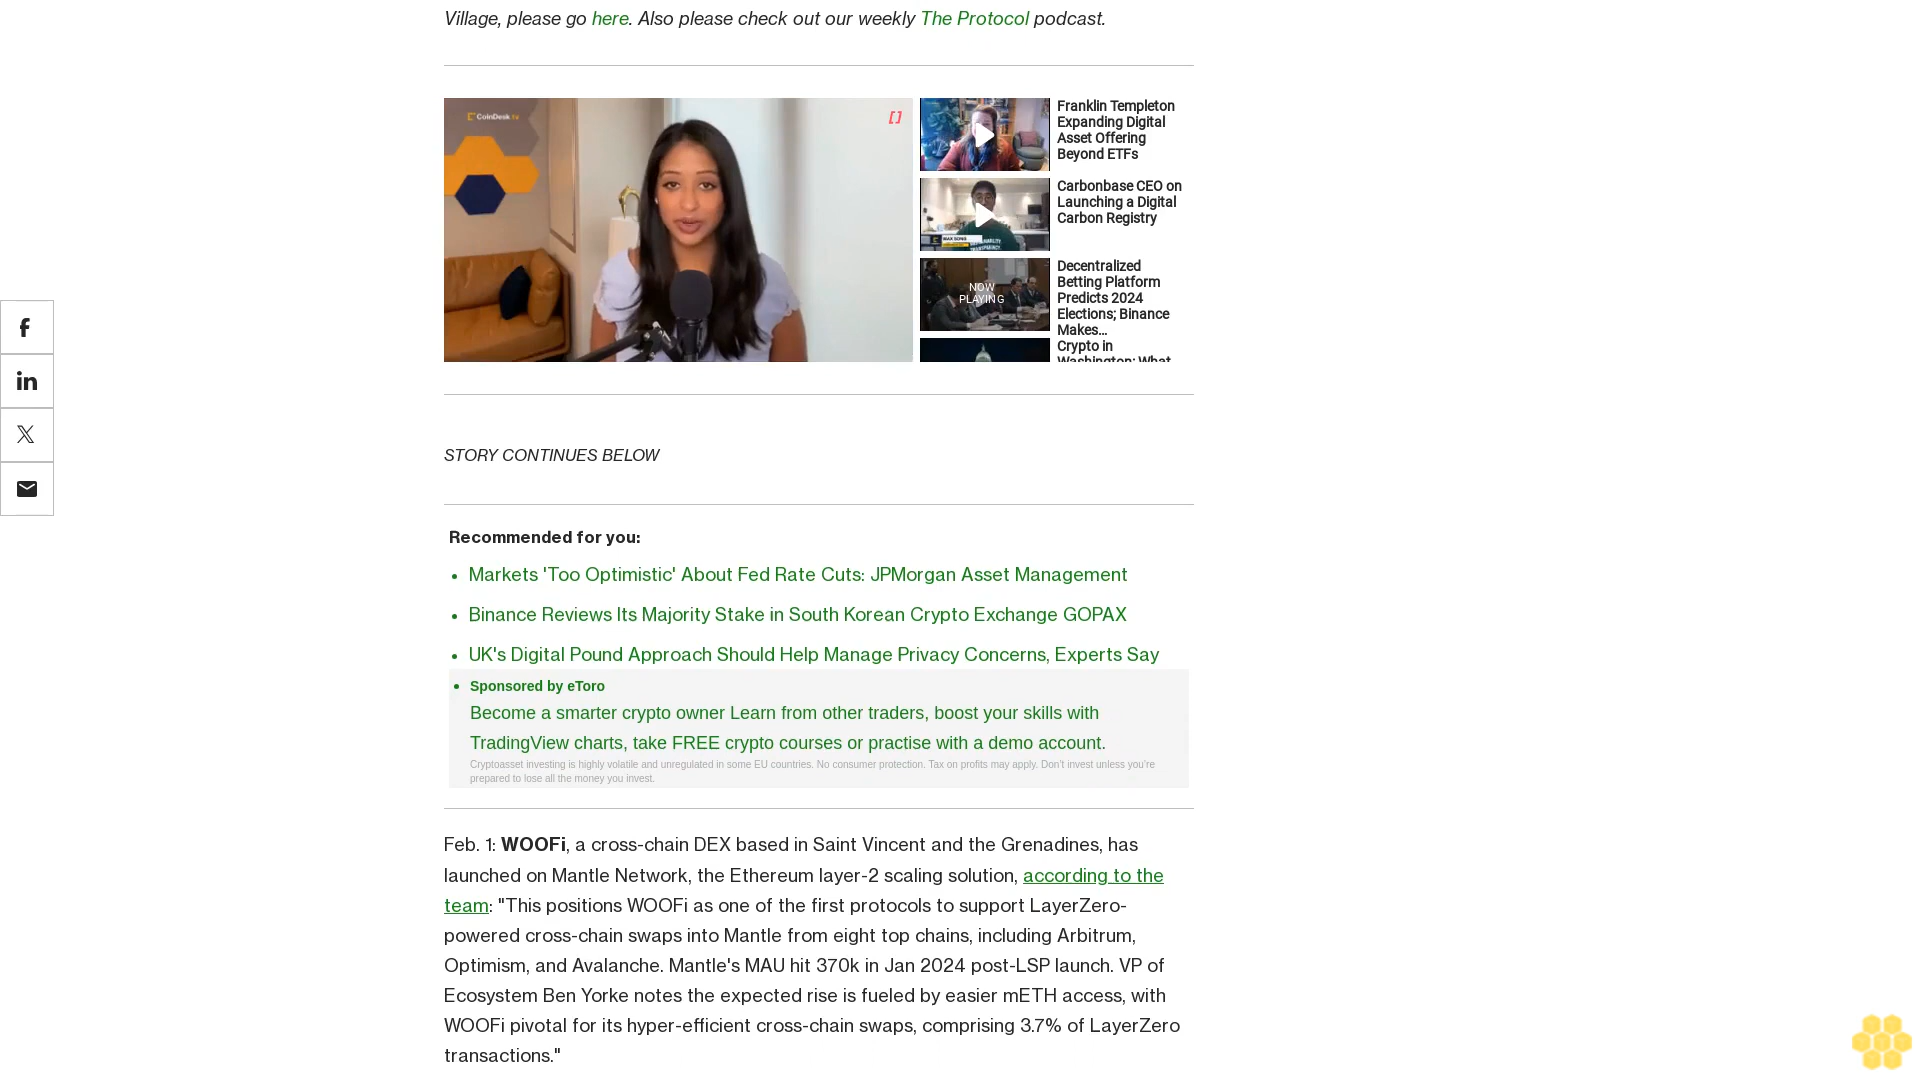 Village, please go here. Also please check out our weekly The Protocol podcast.
CoinDesk tv
[ ]
Franklin Templeton
Expanding Digital
Asset Offering
Beyond ETFs
Carbonbase CEO on
Launching a Digital
Carbon Registry
MAX SONG
TRANSPARENCY
NOW
PLAYING
Decentralized
Betting Platform
Predicts 2024
Elections; Binance
Makes...
Crypto in
Washington: What
STORY CONTINUES BELOW
Recommended for you:
• Markets 'Too Optimistic' About Fed Rate Cuts: JPMorgan Asset Management
• Binance Reviews Its Majority Stake in South Korean Crypto Exchange GOPAX
• UK's Digital Pound Approach Should Help Manage Privacy Concerns, Experts Say
• Sponsored by eToro
Become a smarter crypto owner Learn from other traders, boost your skills with
TradingView charts, take FREE crypto courses or practise with a demo account.
Cryptoasset investing is highly volatile and unregulated in some EU countries. No consumer protection. Tax on profits may apply. Don't invest unless you're
prepared to lose all the money you invest.
Feb. 1: WOOFi, a cross-chain DEX based in Saint Vincent and the Grenadines, has
launched on Mantle Network, the Ethereum layer-2 scaling solution, according to the
team: "This positions WOOFi as one of the first protocols to support LayerZero-
powered cross-chain swaps into Mantle from eight top chains, including Arbitrum,
Optimism, and Avalanche. Mantle's MAU hit 370k in Jan 2024 post-LSP launch. VP of
Ecosystem Ben Yorke notes the expected rise is fueled by easier mETH access, with
WOOFi pivotal for its hyper-efficient cross-chain swaps, comprising 3.7% of LayerZero
transactions."